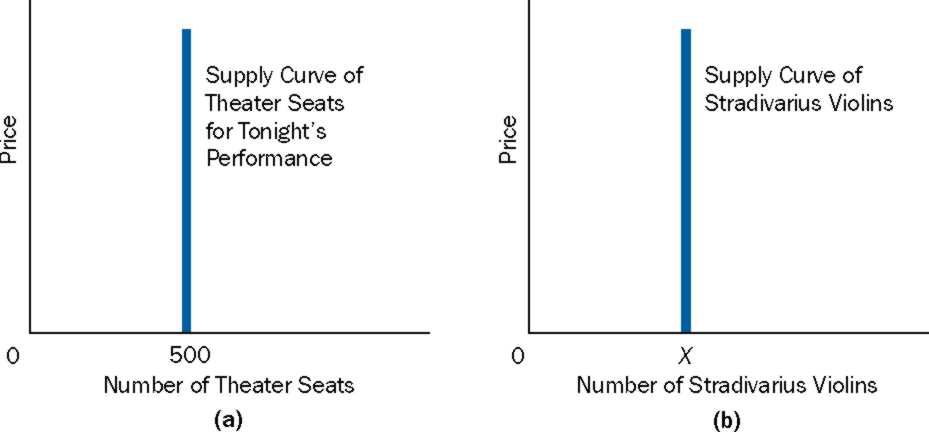 Price
Supply Curve of
Theater Seats
for Tonight's
Performance
0
500
Number of Theater Seats
(a)
Price
Supply Curve of
Stradivarius Violins
0
X
Number of Stradivarius Violins
(b)